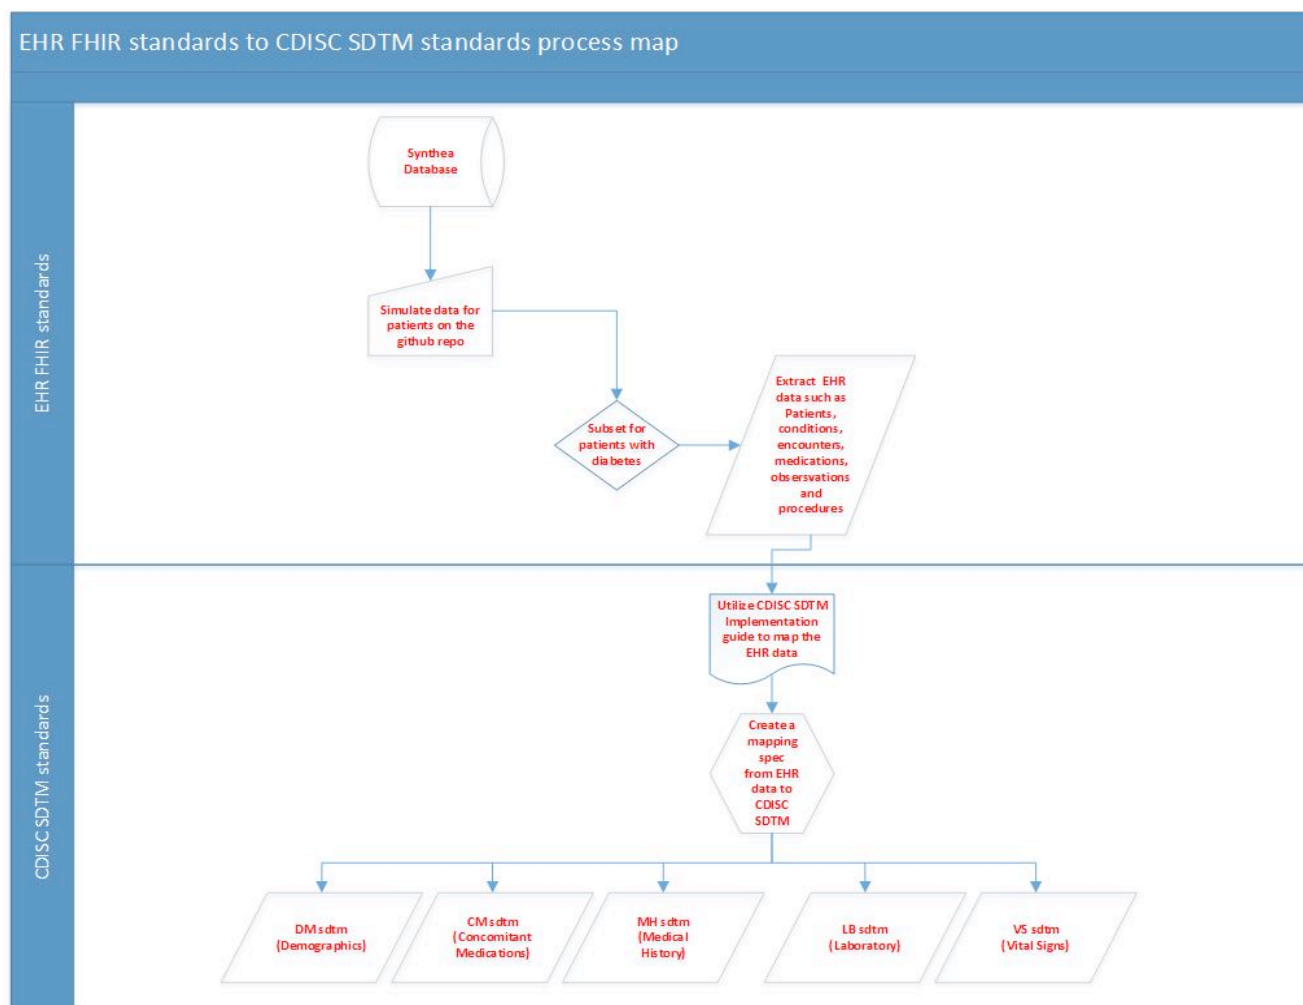 EHR FHIR standards to CDISC SDTM standards process map
EHR FHIR standards
Synthea
Database
Simulate data for
patients on the
github repo
Subset for
patients with
diabetes
Extract EHR
data such as
Patients,
conditions,
encounters,
medications,
obsersvations
and
procedures
CDISC SDTM standards
Utilize CDISC SDTM
Implementation
guide to map the
EHR data
Create a
mapping
spec
from EHR
data to
CDISC
SDTM
DM sdtm
(Demographics)
CM sdtm
(Concomitant
Medications)
MH sdtm
(Medical
History)
LB sdtm
(Laboratory)
VS sdtm
(Vital Signs)